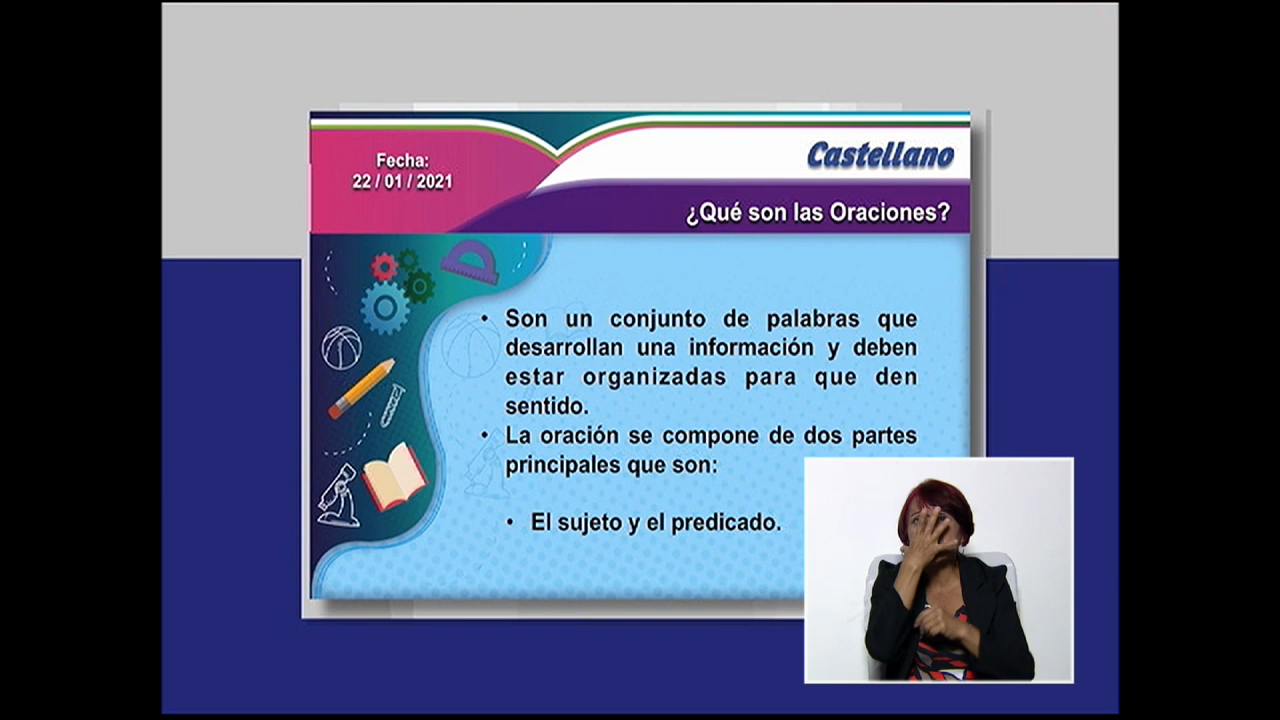 Fecha:
22 / 01 / 2021
Castellano
¿Qué son las Oraciones?
• Son un conjunto de palabras que
desarrollan una información y deben
estar organizadas para que den
sentido.
• La oración se compone de dos partes
principales que son:
• El sujeto y el predicado.